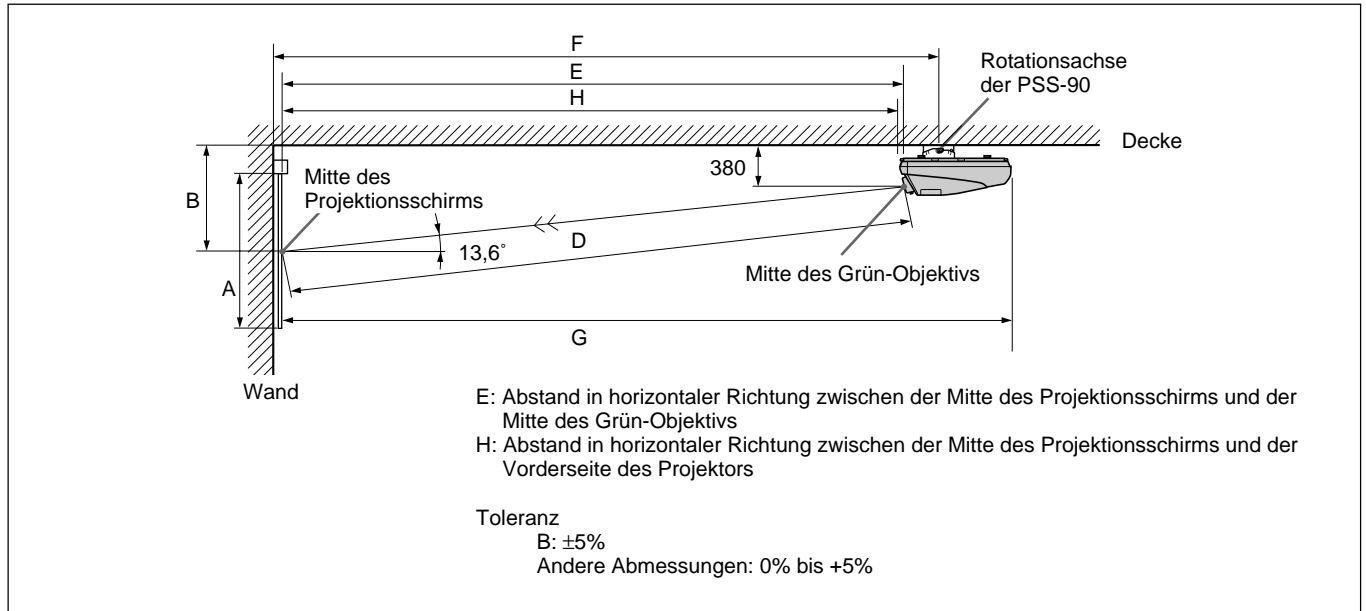 F
E
H
Rotationsachse
der PSS-90
Decke
B
Mitte des
Projektionsschirms
380
D
13,6˚
A
Mitte des Grün-Objektivs
G
Wand
E: Abstand in horizontaler Richtung zwischen der Mitte des Projektionsschirms und der
Mitte des Grün-Objektivs
H: Abstand in horizontaler Richtung zwischen der Mitte des Projektionsschirms und der
Vorderseite des Projektors
Toleranz
B: ±5%
Andere Abmessungen: 0% bis +5%